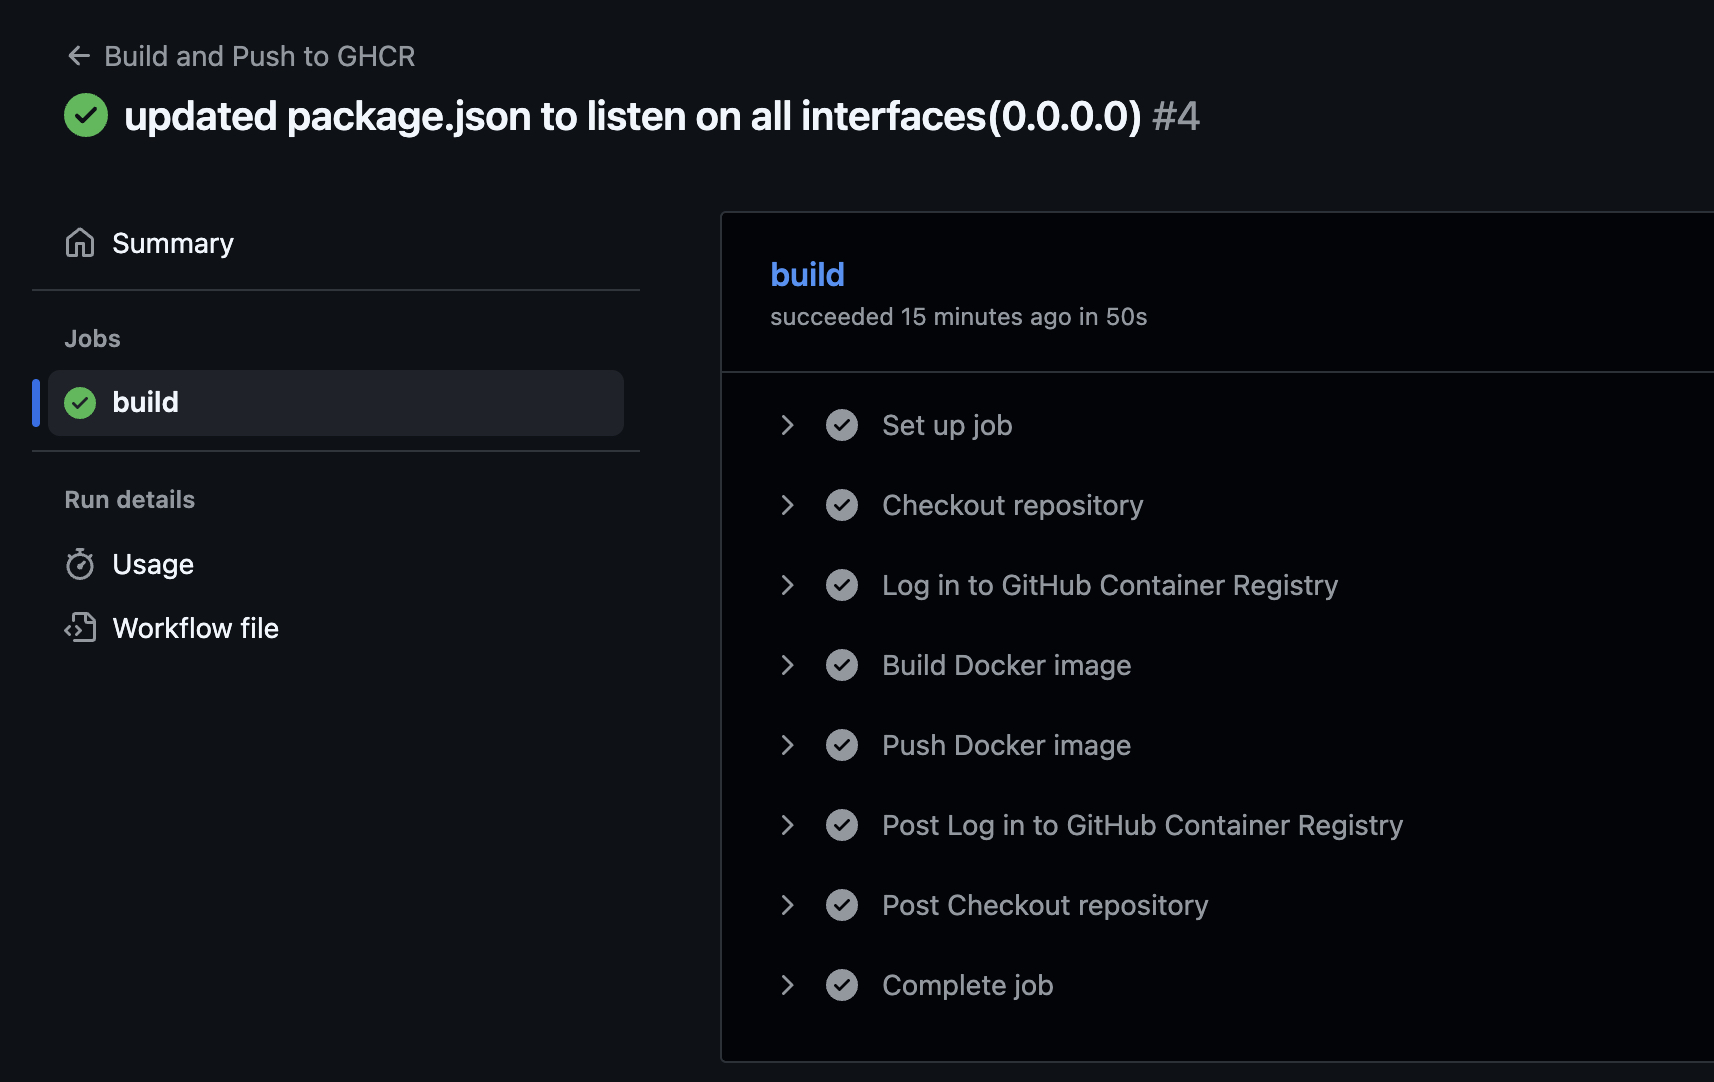 Build and Push to GHCR
updated package.json to listen on all interfaces(0.0.0.0) #4
Summary
Jobs
build
Run details
Usage
Workflow file
build
succeeded 15 minutes ago in 50s
Set up job
Checkout repository
Log in to GitHub Container Registry
Build Docker image
Push Docker image
Post Log in to GitHub Container Registry
Post Checkout repository
Complete job